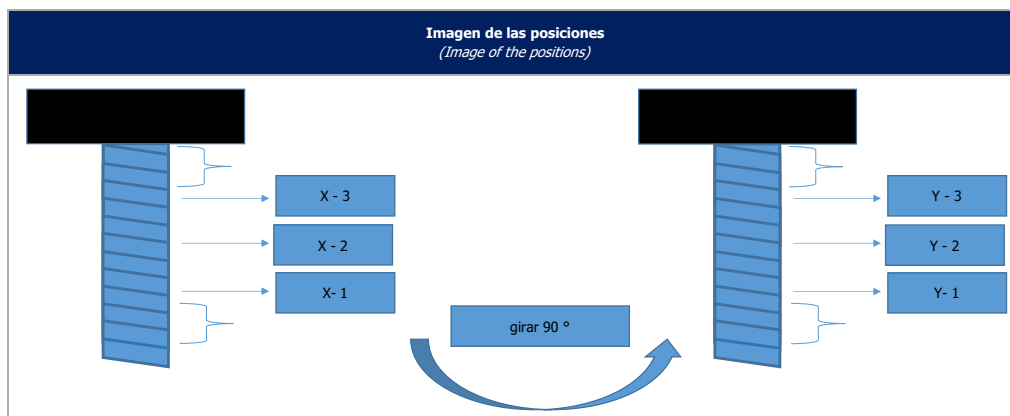 Imagen de las posiciones
(Image of the positions)
X - 3
X - 2
X- 1
girar 90 °
Y - 3
Y - 2
Y- 1